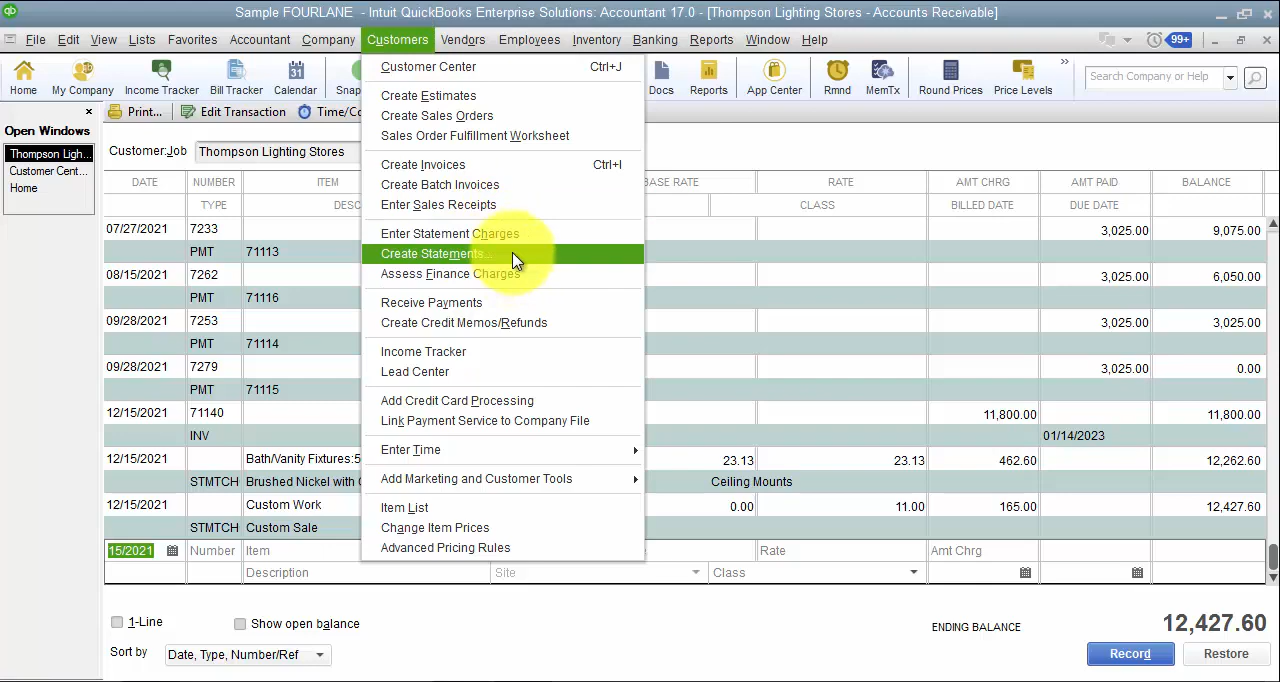 Sample FOURLANE - Intuit QuickBooks Enterprise Solutions: Accountant 17.0 - [Thompson Lighting Stores - Accounts Receivable]
File Edit View Lists Favorites Accountant Company Customers Vendors Employees Inventory Banking Reports Window Help 99+
Home My Company Income Tracker Bill Tracker Calendar Snap Docs Reports App Center Rmnd MemTx Round Prices Price Levels Search Company or Help
Print... Edit Transaction Time/Co
Open Windows
Thompson Ligh...
Customer Cent...
Home
Customer:Job Thompson Lighting Stores
Customer Center Ctrl+J
Create Estimates
Create Sales Orders
Sales Order Fulfillment Worksheet
Create Invoices Ctrl+I
Create Batch Invoices
Enter Sales Receipts
Enter Statement Charges
Create Statements...
Assess Finance Charges
Receive Payments
Create Credit Memos/Refunds
Income Tracker
Lead Center
Add Credit Card Processing
Link Payment Service to Company File
Enter Time
Add Marketing and Customer Tools
Item List
Change Item Prices
Advanced Pricing Rules
DATE NUMBER ITEM BASE RATE RATE AMT CHRG AMT PAID BALANCE
TYPE DESC CLASS BILLED DATE DUE DATE
07/27/2021 7233 3,025.00 9,075.00
PMT 71113
08/15/2021 7262 3,025.00 6,050.00
PMT 71116
09/28/2021 7253 3,025.00 3,025.00
PMT 71114
09/28/2021 7279 3,025.00 0.00
PMT 71115
12/15/2021 71140 11,800.00 11,800.00
INV 01/14/2023
12/15/2021 Bath/Vanity Fixtures:5 23.13 23.13 462.60 12,262.60
STMTCH Brushed Nickel with Ceiling Mounts
12/15/2021 Custom Work 0.00 11.00 165.00 12,427.60
STMTCH Custom Sale
15/2021 Number Item Rate Amt Chrg
Description Site Class
1-Line Show open balance ENDING BALANCE 12,427.60
Sort by Date, Type, Number/Ref Record Restore